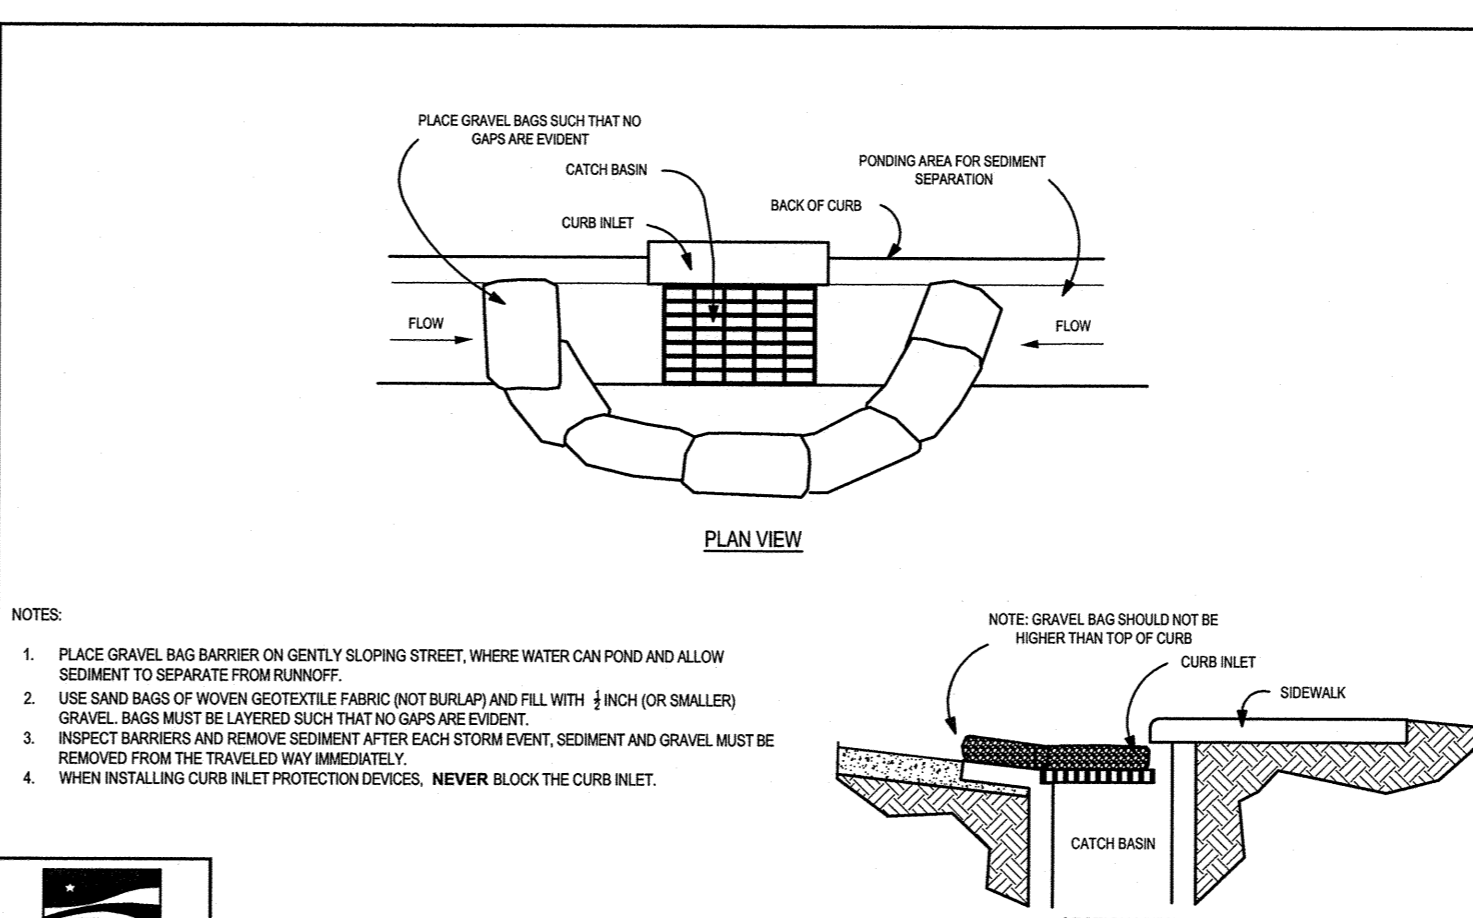 PLACE GRAVEL BAGS SUCH THAT NO
GAPS ARE EVIDENT
CATCH BASIN
PONDING AREA FOR SEDIMENT
SEPARATION
BACK OF CURB
CURB INLET
FLOW
FLOW
PLAN VIEW
NOTES:
1. PLACE GRAVEL BAG BARRIER ON GENTLY SLOPING STREET, WHERE WATER CAN POND AND ALLOW
SEDIMENT TO SEPARATE FROM RUNNOFF.
2. USE SAND BAGS OF WOVEN GEOTEXTILE FABRIC (NOT BURLAP) AND FILL WITH ½ INCH (OR SMALLER)
GRAVEL. BAGS MUST BE LAYERED SUCH THAT NO GAPS ARE EVIDENT.
3. INSPECT BARRIERS AND REMOVE SEDIMENT AFTER EACH STORM EVENT, SEDIMENT AND GRAVEL MUST BE
REMOVED FROM THE TRAVELED WAY IMMEDIATELY.
4. WHEN INSTALLING CURB INLET PROTECTION DEVICES, NEVER BLOCK THE CURB INLET.
NOTE: GRAVEL BAG SHOULD NOT BE
HIGHER THAN TOP OF CURB
CURB INLET
SIDEWALK
CATCH BASIN